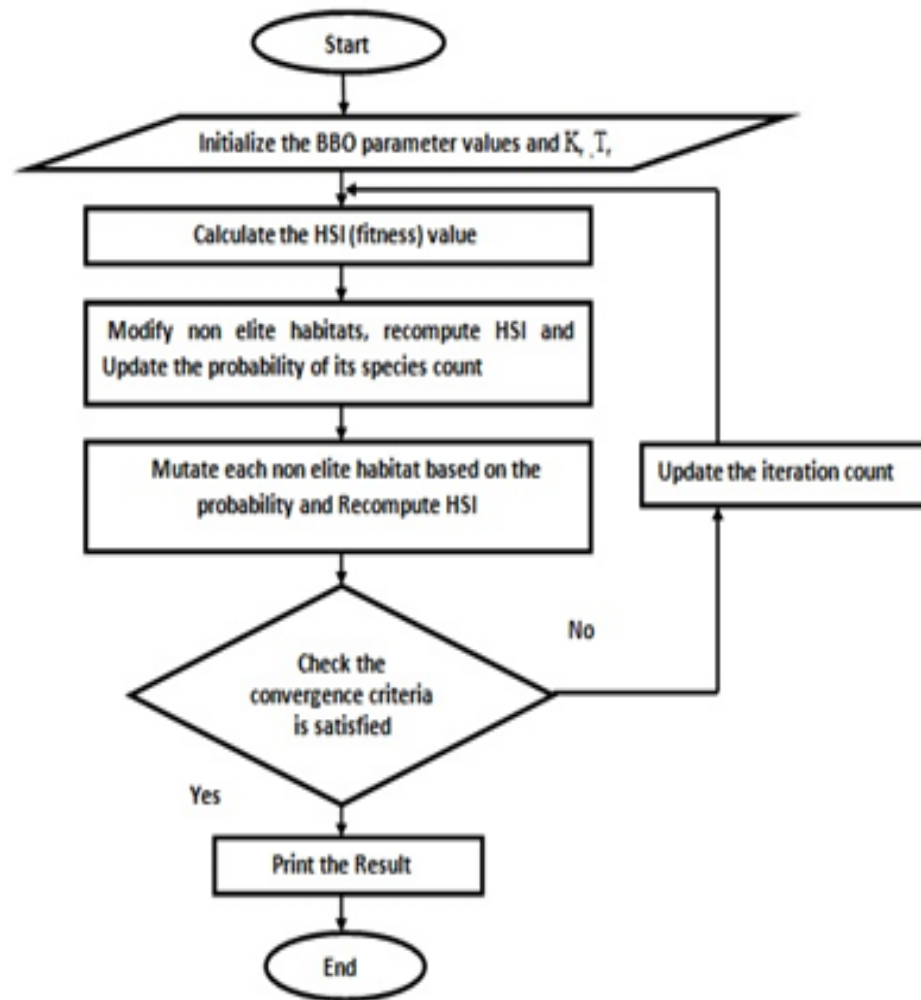 Start
Initialize the BBO parameter values and K, T,
Calculate the HSI (fitness) value
Modify non elite habitats, recompute HSI and
Update the probability of its species count
Mutate each non elite habitat based on the
probability and Recompute HSI
Update the iteration count
No
Check the
convergence criteria
is satisfied
Yes
Print the Result
End